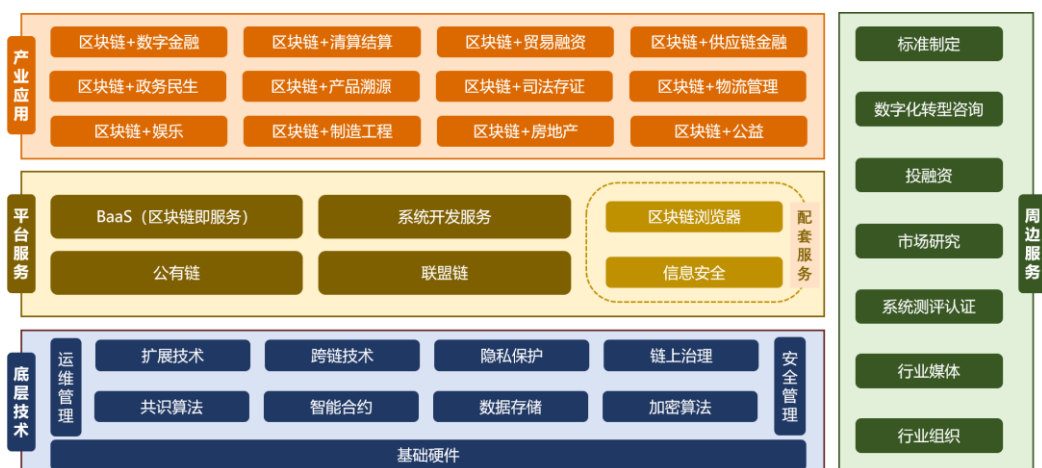 产业应用
区块链+数字金融
区块链+清算结算
区块链+贸易融资
区块链+供应链金融
区块链+政务民生
区块链+产品溯源
区块链+司法存证
区块链+物流管理
区块链+娱乐
区块链+制造工程
区块链+房地产
区块链+公益
平台服务
BaaS（区块链即服务）
系统开发服务
公有链
联盟链
区块链浏览器
信息安全
配套服务
底层技术
运维管理
扩展技术
跨链技术
隐私保护
链上治理
共识算法
智能合约
数据存储
加密算法
安全管理
基础硬件
标准制定
数字化转型咨询
投融资
市场研究
系统测评认证
行业媒体
行业组织
周边服务